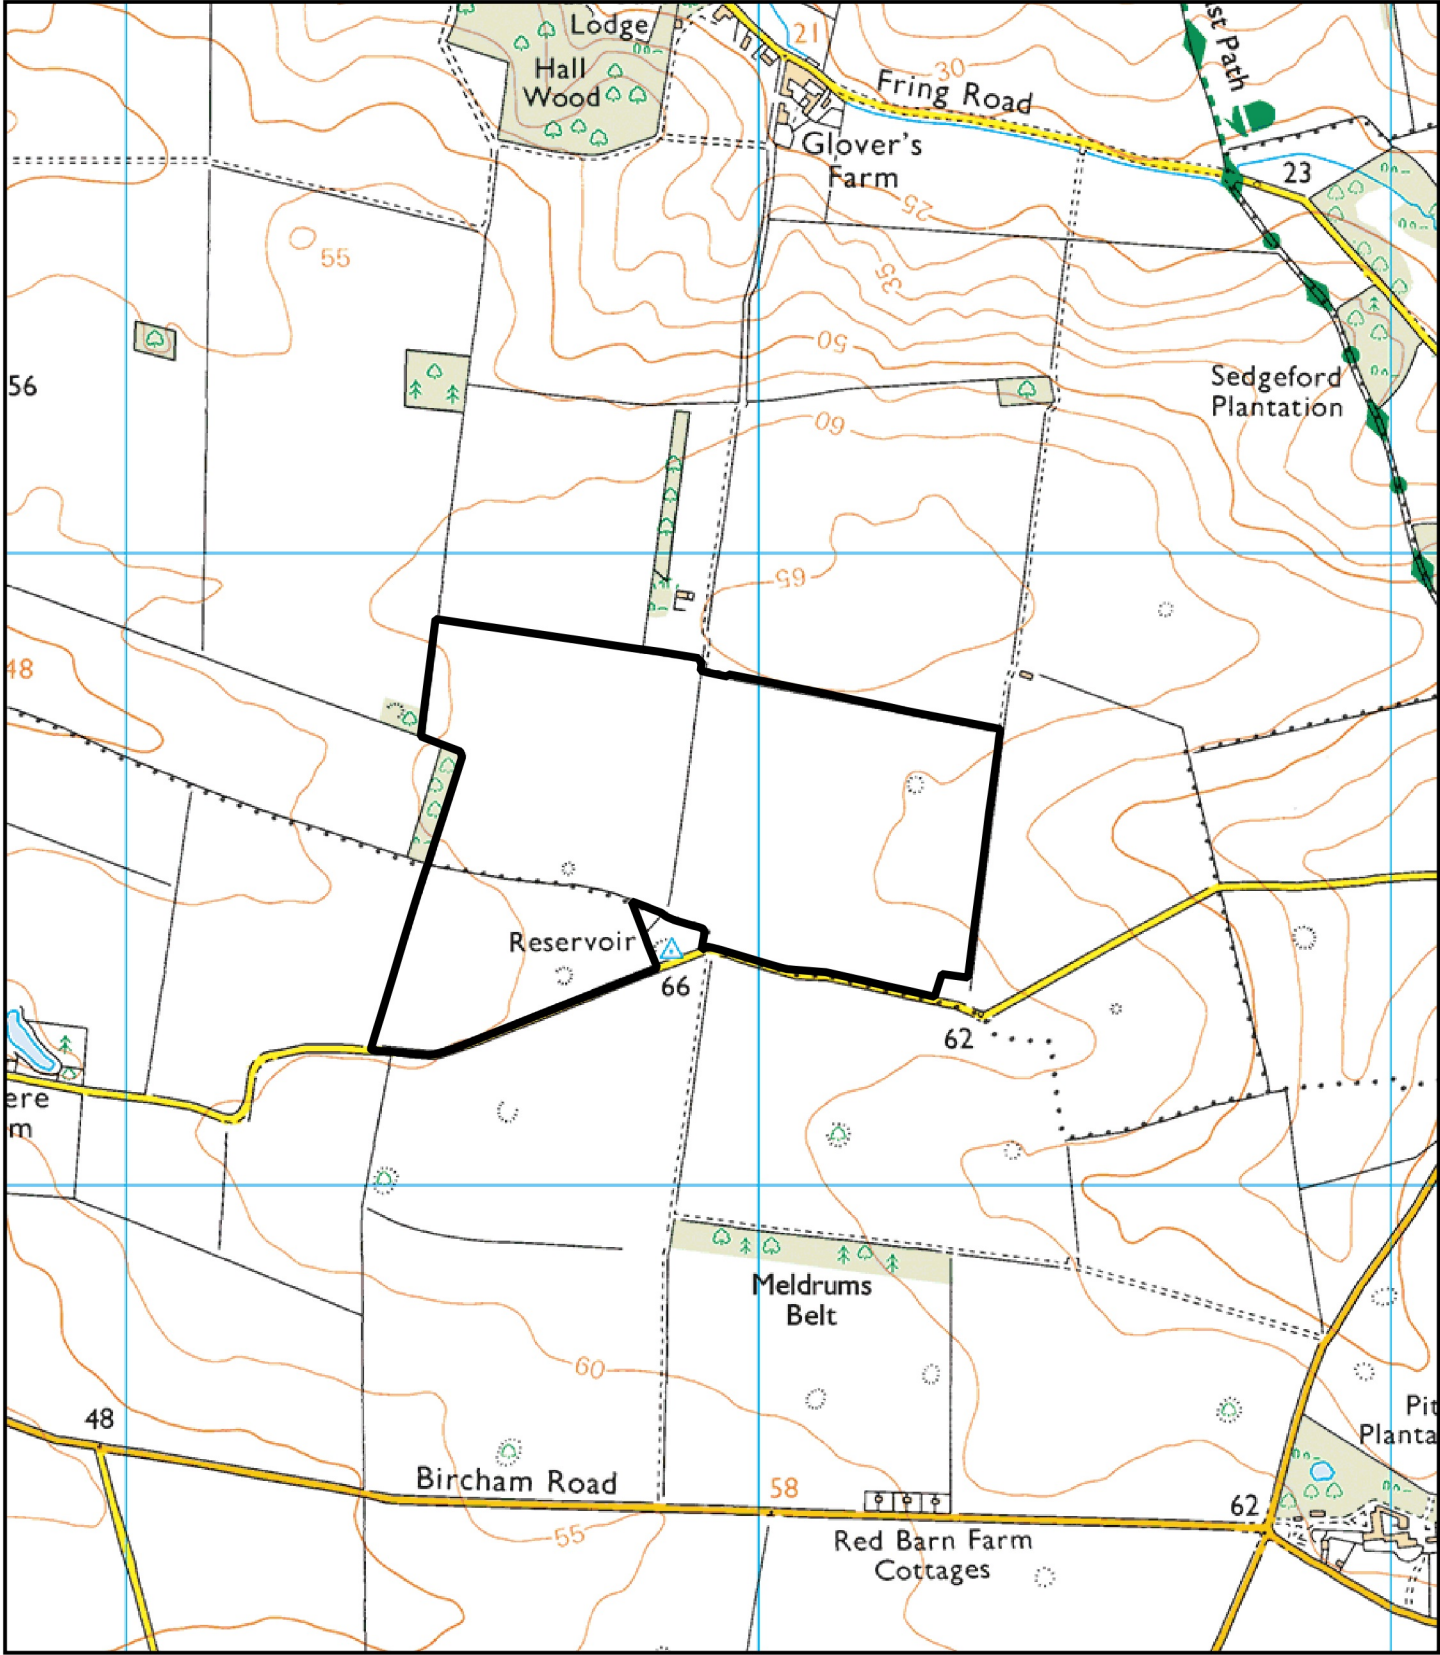 Lodge
21
st Path
Hall
Wood
30
Fring Road
Glover's
Farm
23
25
55
35
50
56
Sedgeford
Plantation
60
65
48
Reservoir
66
62
ere
m
Meldrums
Belt
60
48
Pit
Planta
Bircham Road
58
62
55
Red Barn Farm
Cottages